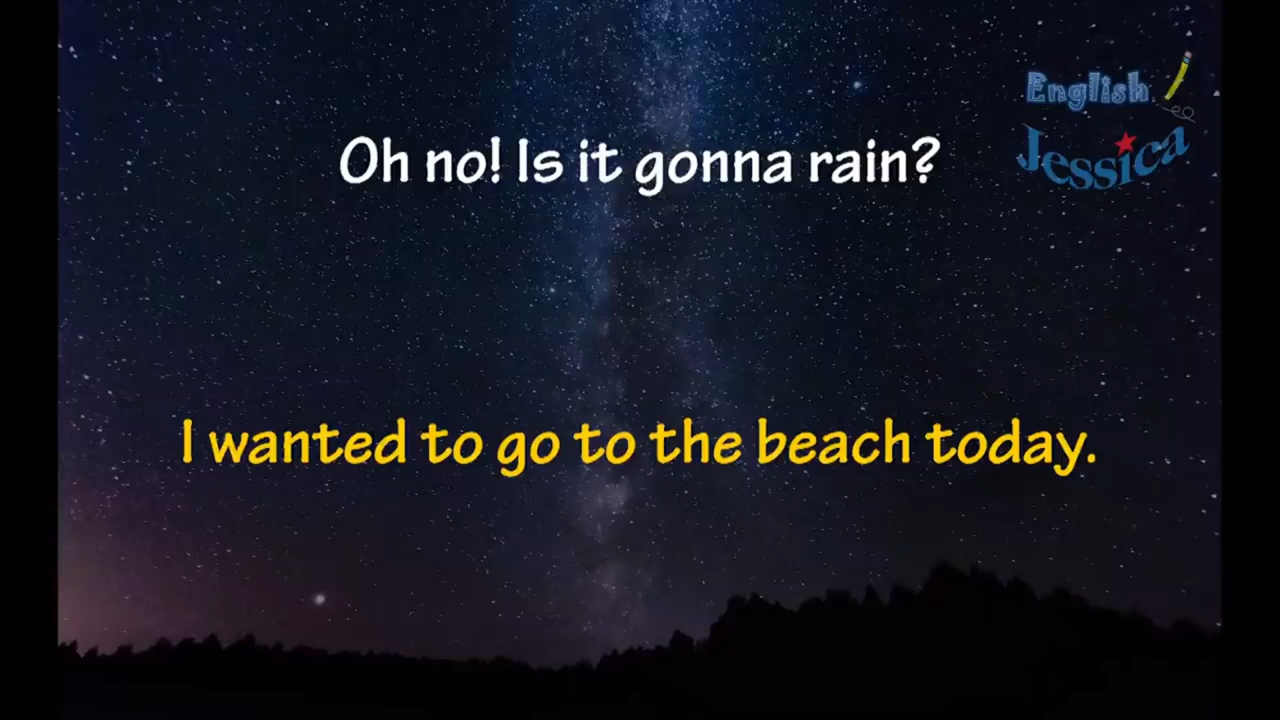 English
Jessica
Oh no! Is it gonna rain?
I wanted to go to the beach today.